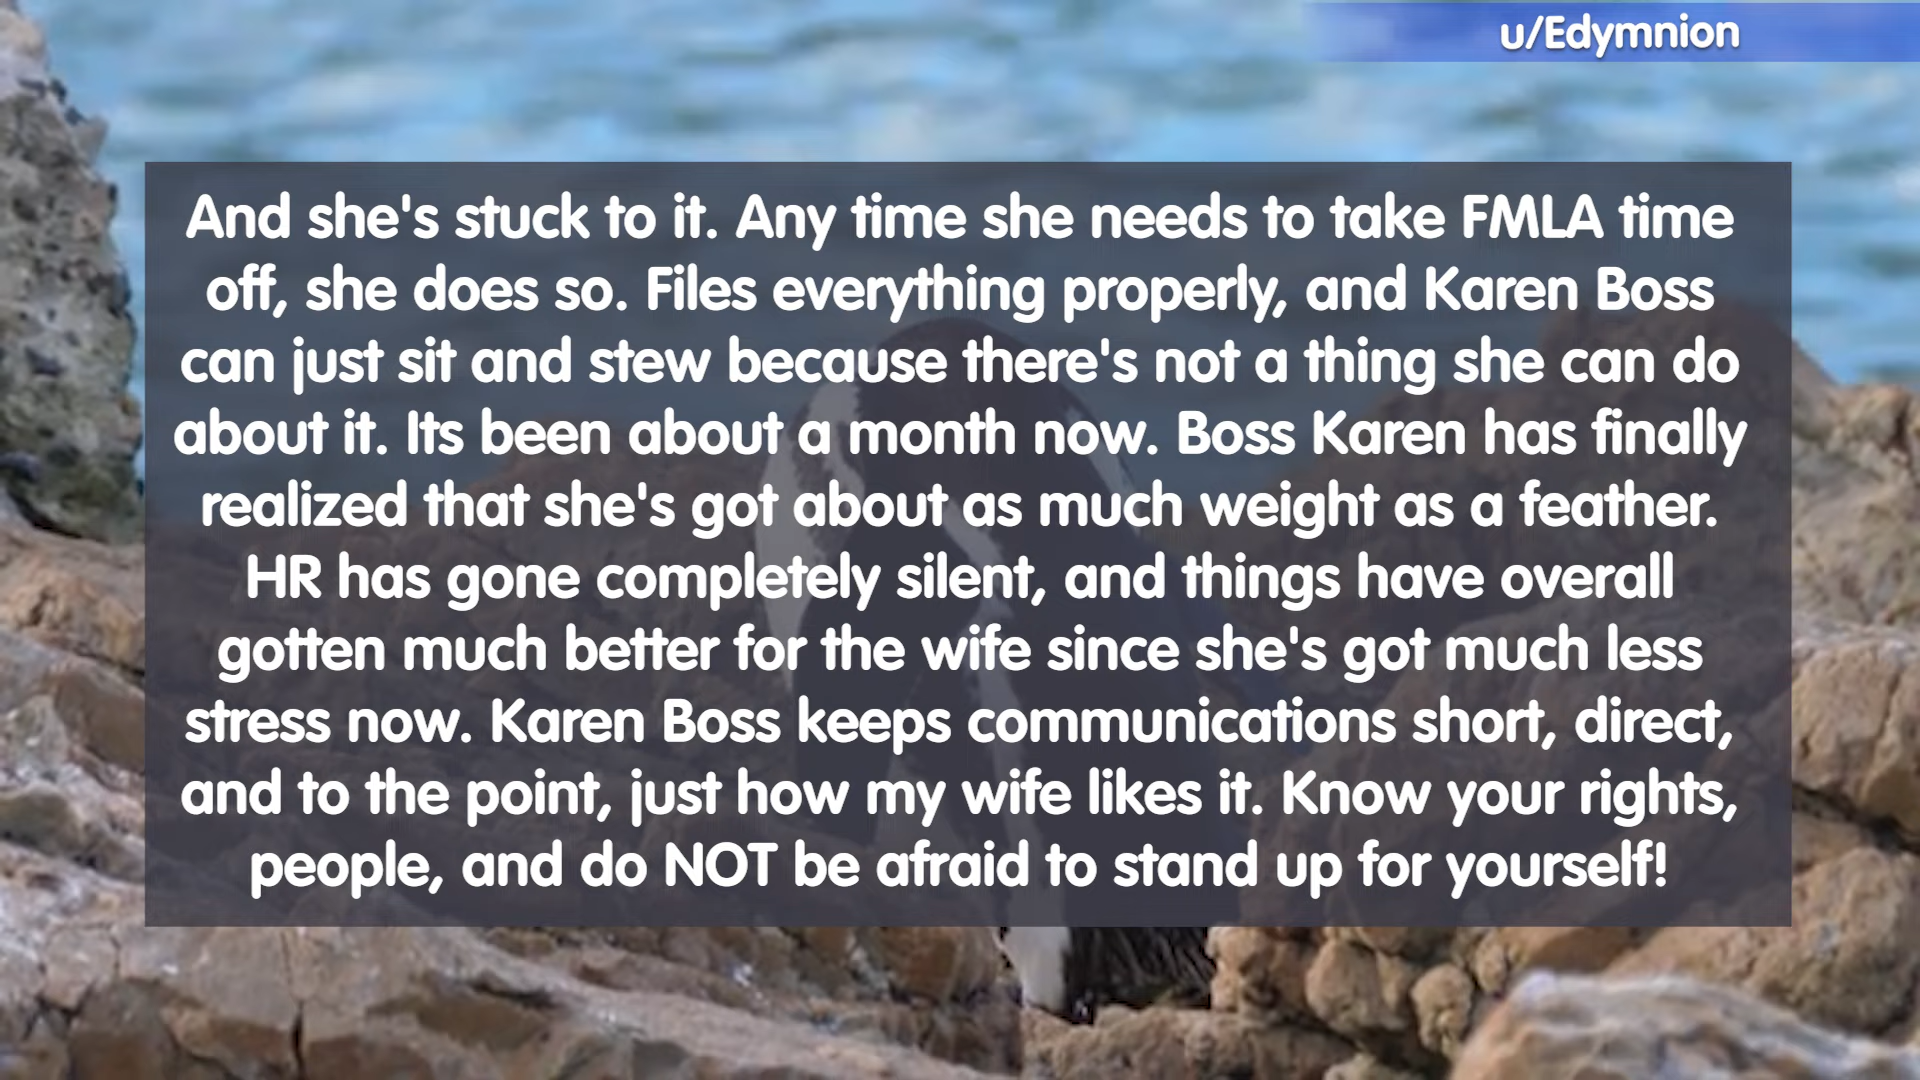 u/Edymnion
And she's stuck to it. Any time she needs to take FMLA time
off, she does so. Files everything properly, and Karen Boss
can just sit and stew because there's not a thing she can do
about it. Its been about a month now. Boss Karen has finally
realized that she's got about as much weight as a feather.
HR has gone completely silent, and things have overall
gotten much better for the wife since she's got much less
stress now. Karen Boss keeps communications short, direct,
and to the point, just how my wife likes it. Know your rights,
people, and do NOT be afraid to stand up for yourself!